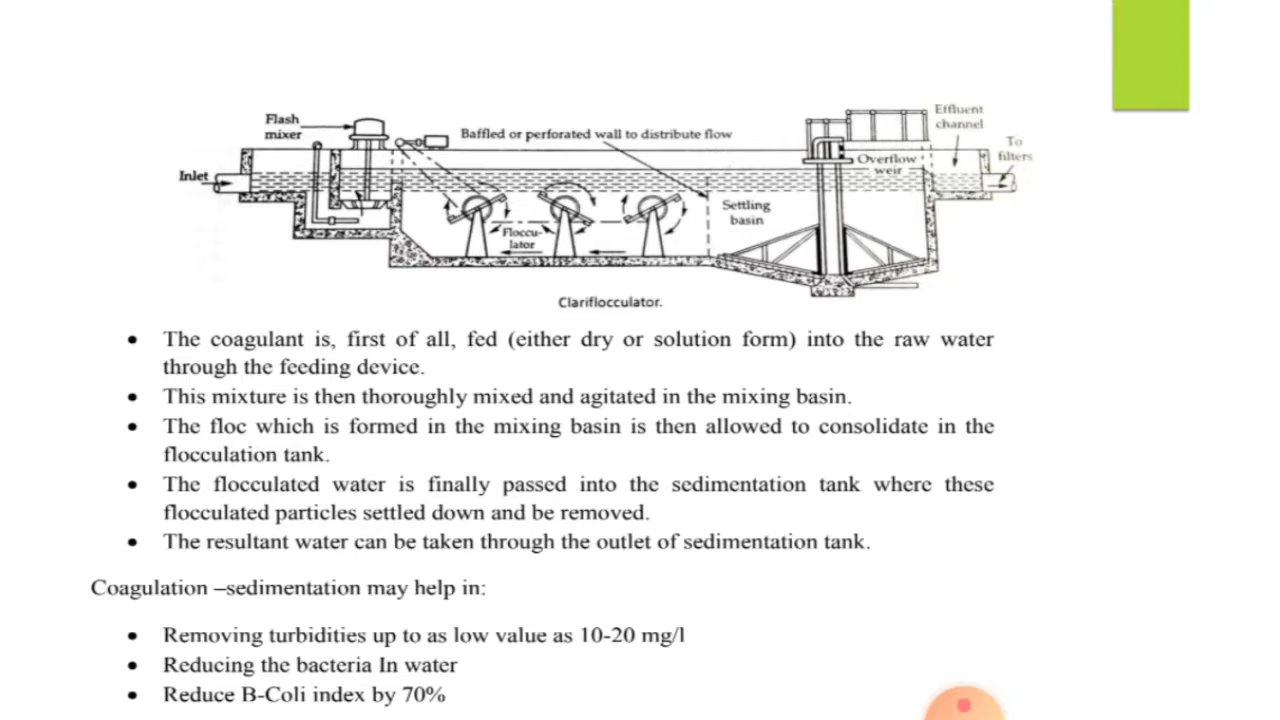 Flash
mixer
Baffled or perforated wall to distribute flow
Effluent
channel
To
filters
Overflow
weir
Inlet
Settling
basin
Floccu-
lator
Clariflocculator.
• The coagulant is, first of all, fed (either dry or solution form) into the raw water
through the feeding device.
• This mixture is then thoroughly mixed and agitated in the mixing basin.
• The floc which is formed in the mixing basin is then allowed to consolidate in the
flocculation tank.
• The flocculated water is finally passed into the sedimentation tank where these
flocculated particles settled down and be removed.
• The resultant water can be taken through the outlet of sedimentation tank.
Coagulation –sedimentation may help in:
• Removing turbidities up to as low value as 10-20 mg/l
• Reducing the bacteria In water
• Reduce B-Coli index by 70%